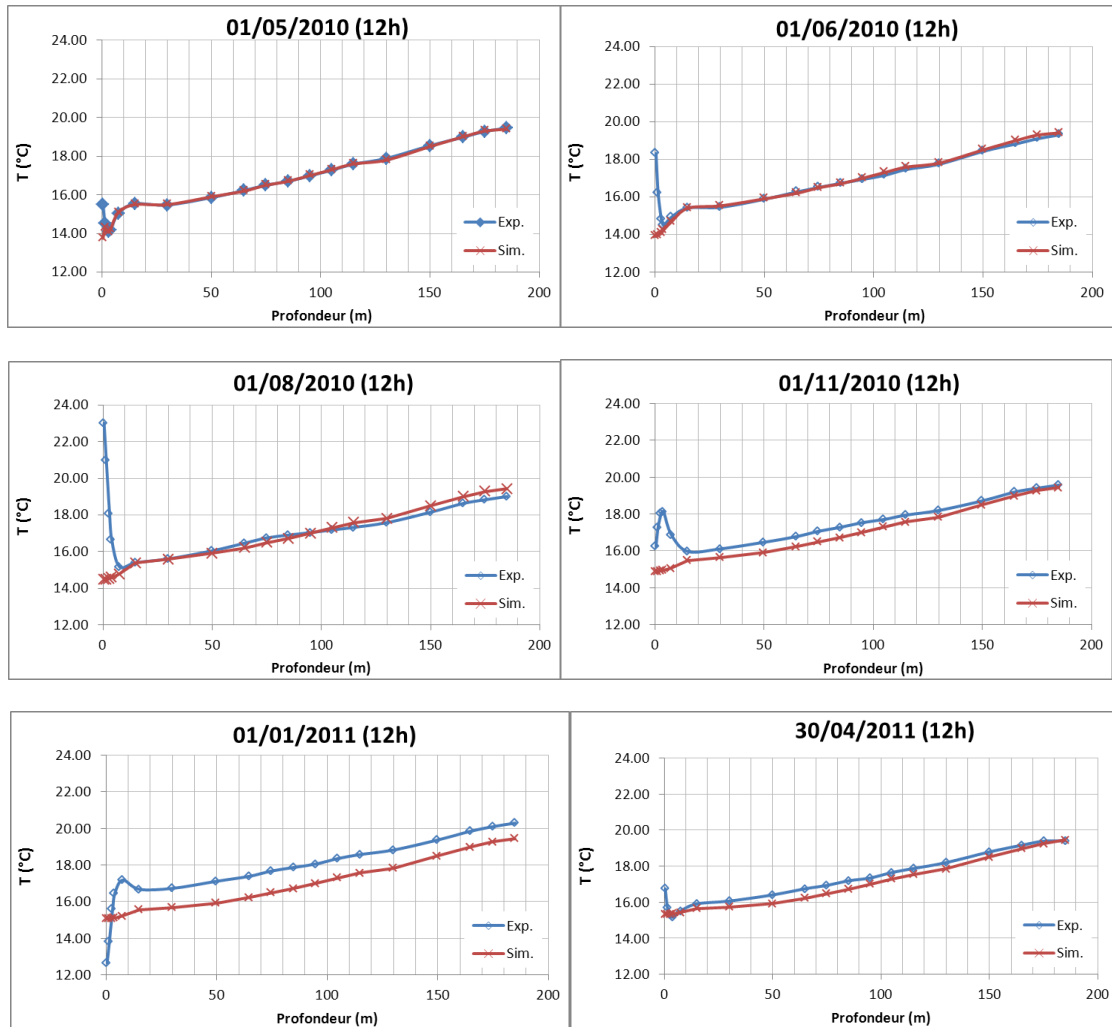 01/05/2010 (12h)
24.00
22.00
20.00
18.00
16.00
14.00
12.00
T (°C)
Exp.
Sim.
0 50 100 150 200
Profondeur (m)
01/06/2010 (12h)
24.00
22.00
20.00
18.00
16.00
14.00
12.00
T (°C)
Exp.
Sim.
0 50 100 150 200
Profondeur (m)
01/08/2010 (12h)
24.00
22.00
20.00
18.00
16.00
14.00
12.00
T (°C)
Exp.
Sim.
0 50 100 150 200
Profondeur (m)
01/11/2010 (12h)
24.00
22.00
20.00
18.00
16.00
14.00
12.00
T (°C)
Exp.
Sim.
0 50 100 150 200
Profondeur (m)
01/01/2011 (12h)
24.00
22.00
20.00
18.00
16.00
14.00
12.00
T (°C)
Exp.
Sim.
0 50 100 150 200
Profondeur (m)
30/04/2011 (12h)
24.00
22.00
20.00
18.00
16.00
14.00
12.00
T (°C)
Exp.
Sim.
0 50 100 150 200
Profondeur (m)